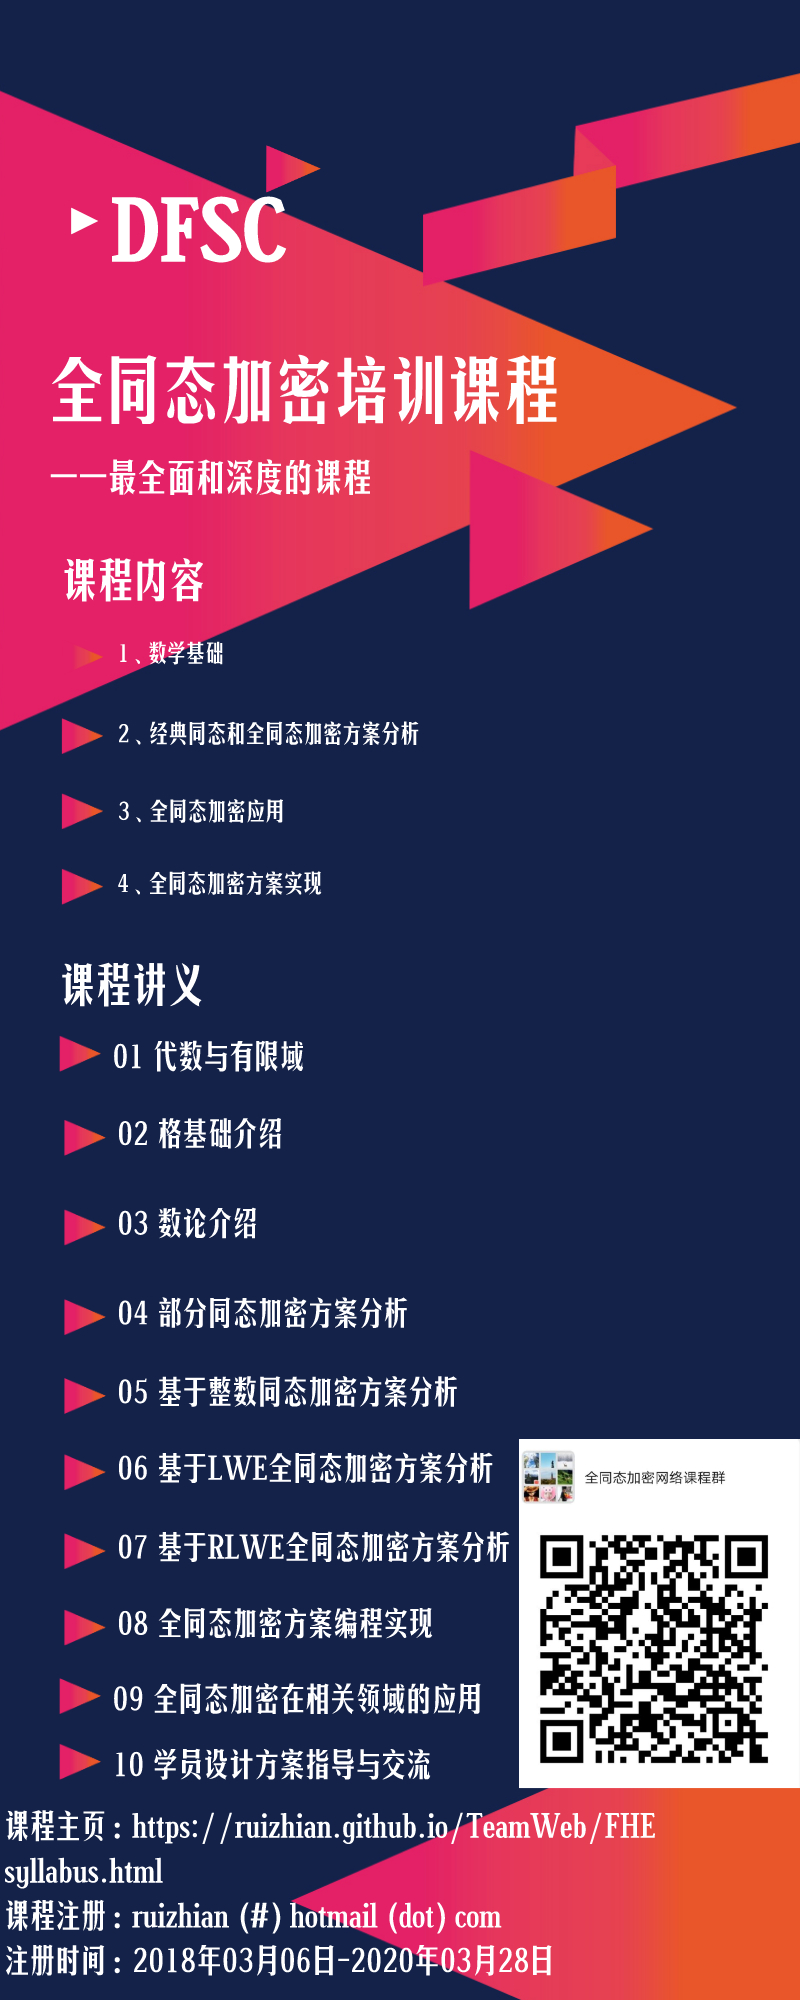 DFSC
全同态加密培训课程
——最全面和深度的课程
课程内容
1、数学基础
2、经典同态和全同态加密方案分析
3、全同态加密应用
4、全同态加密方案实现
课程讲义
01 代数与有限域
02 格基础介绍
03 数论介绍
04 部分同态加密方案分析
05 基于整数同态加密方案分析
06 基于LWE全同态加密方案分析
07 基于RLWE全同态加密方案分析
08 全同态加密方案编程实现
09 全同态加密在相关领域的应用
10 学员设计方案指导与交流
全同态加密网络课程群
课程主页：https://ruizhian.github.io/TeamWeb/FHE
syllabus.html
课程注册：ruizhian (#) hotmail (dot) com
注册时间：2018年03月06日-2020年03月28日